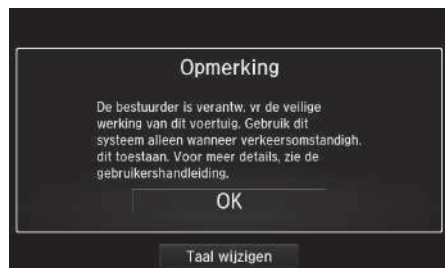 Opmerking
De bestuurder is verantw. vr de veilige
werking van dit voertuig. Gebruik dit
systeem alleen wanneer verkeersomstandigh.
dit toestaan. Voor meer details, zie de
gebruikershandleiding.
OK
Taal wijzigen